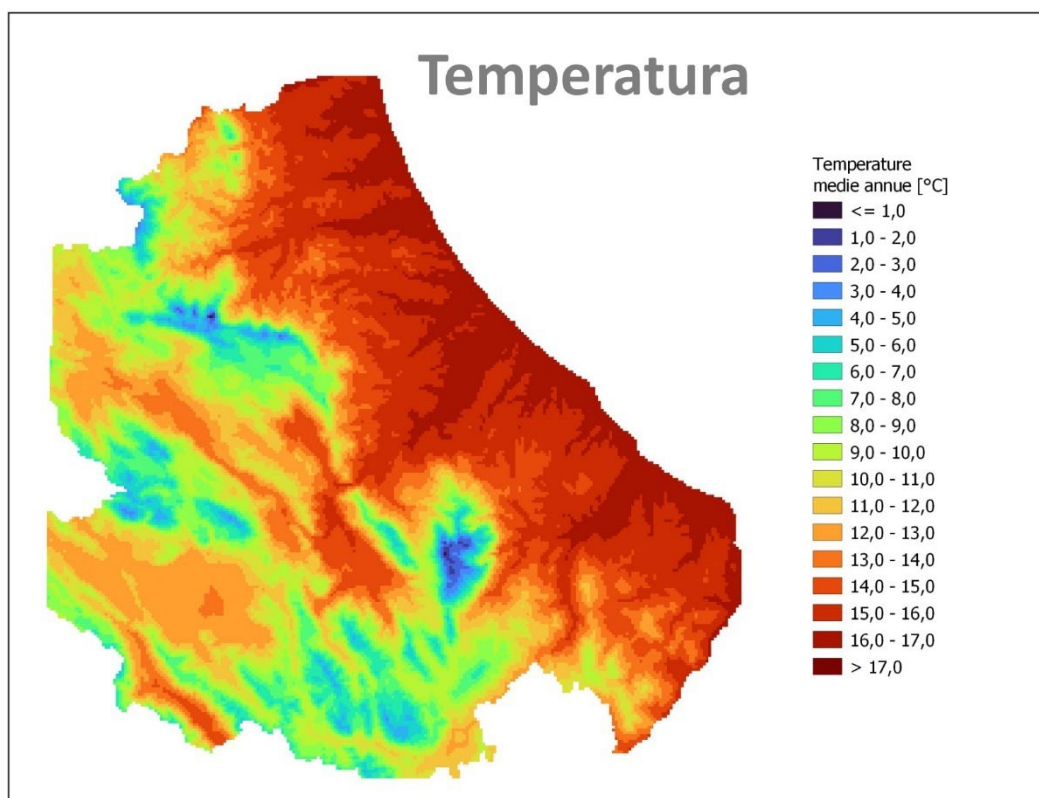 Temperatura
Temperature
medie annue [°C]
<= 1,0
1,0 - 2,0
2,0 - 3,0
3,0 - 4,0
4,0 - 5,0
5,0 - 6,0
6,0 - 7,0
7,0 - 8,0
8,0 - 9,0
9,0 - 10,0
10,0 - 11,0
11,0 - 12,0
12,0 - 13,0
13,0 - 14,0
14,0 - 15,0
15,0 - 16,0
16,0 - 17,0
> 17,0